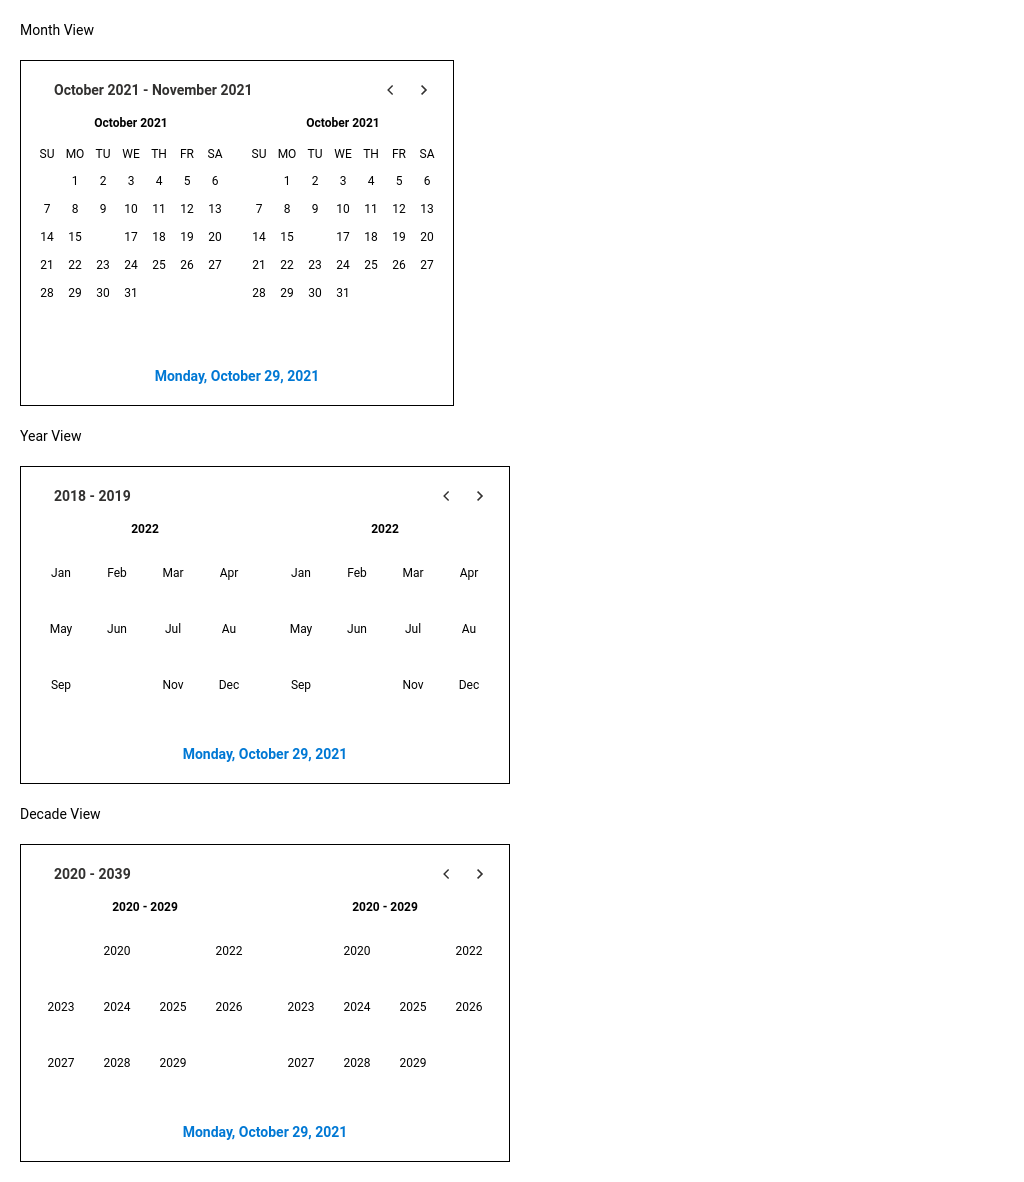 Month View
October 2021 - November 2021
October 2021 October 2021
SU MO TU WE TH FR SA SU MO TU WE TH FR SA
1 2 3 4 5 6 1 2 3 4 5 6
7 8 9 10 11 12 13 7 8 9 10 11 12 13
14 15 17 18 19 20 14 15 17 18 19 20
21 22 23 24 25 26 27 21 22 23 24 25 26 27
28 29 30 31 28 29 30 31
Monday, October 29, 2021
Year View
2018 - 2019
2022 2022
Jan Feb Mar Apr Jan Feb Mar Apr
May Jun Jul Au May Jun Jul Au
Sep Nov Dec Sep Nov Dec
Monday, October 29, 2021
Decade View
2020 - 2039
2020 - 2029 2020 - 2029
2020 2022 2020 2022
2023 2024 2025 2026 2023 2024 2025 2026
2027 2028 2029 2027 2028 2029
Monday, October 29, 2021